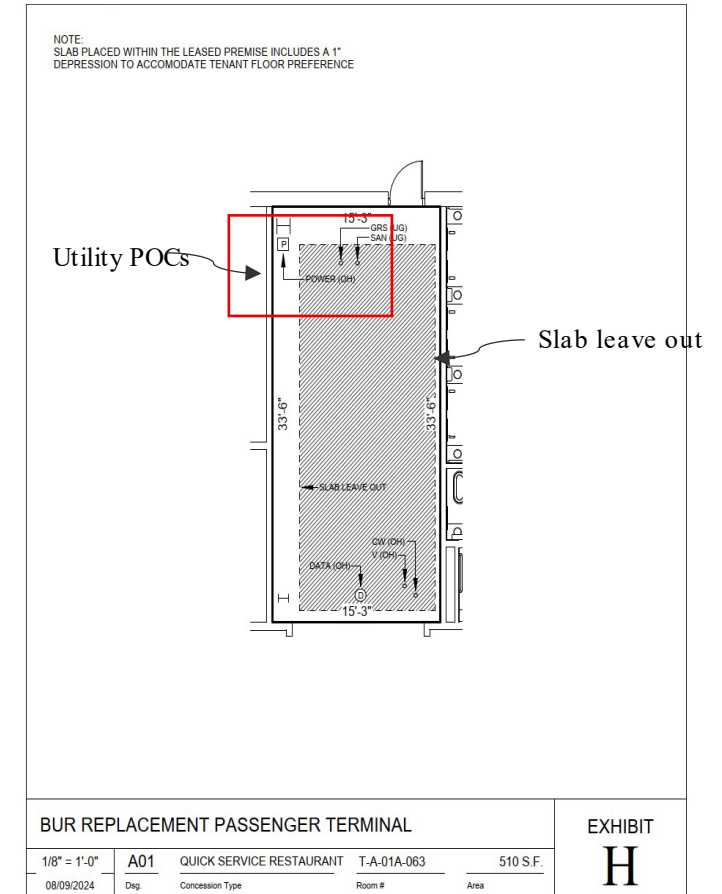 NOTE:
SLAB PLACED WITHIN THE LEASED PREMISE INCLUDES A 1"
DEPRESSION TO ACCOMODATE TENANT FLOOR PREFERENCE
15'-3"
GRS (UG)
SAN (UG)
P
Utility POCs
POWER (OH)
Slab leave out
33'-6"
33'-6"
SLAB LEAVE OUT
CW (OH)
V (OH)
DATA (OH)
D
15'-3"
BUR REPLACEMENT PASSENGER TERMINAL
EXHIBIT
H
1/8" = 1'-0"
A01
QUICK SERVICE RESTAURANT
T-A-01A-063
510 S.F.
08/09/2024
Dsg.
Concession Type
Room #
Area